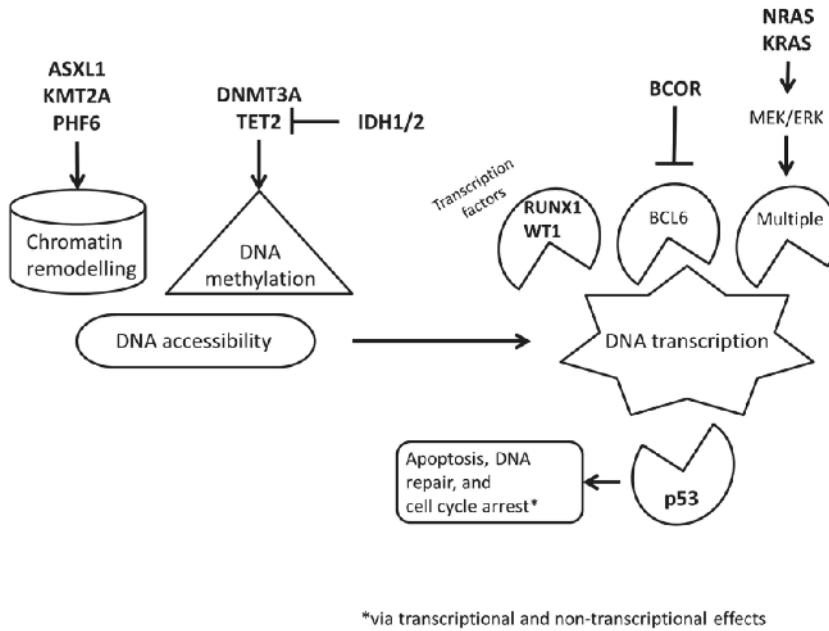 NRAS
KRAS
ASXL1
KMT2A
PHF6
DNMT3A
TET2
IDH1/2
BCOR
MEK/ERK
Transcription
factors
RUNX1
WT1
BCL6
Multiple
Chromatin
remodelling
DNA
methylation
DNA accessibility
DNA transcription
Apoptosis, DNA
repair, and
cell cycle arrest*
p53
*via transcriptional and non-transcriptional effects